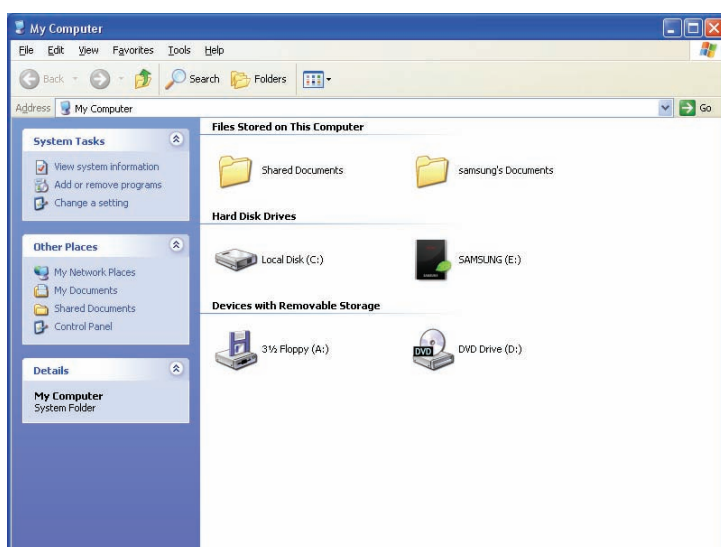 My Computer
File Edit View Favorites Tools Help
Back Search Folders
Address My Computer Go
System Tasks
View system information
Add or remove programs
Change a setting
Other Places
My Network Places
My Documents
Shared Documents
Control Panel
Details
My Computer
System Folder
Files Stored on This Computer
Shared Documents samsung's Documents
Hard Disk Drives
Local Disk (C:) SAMSUNG (E:)
Devices with Removable Storage
3½ Floppy (A:) DVD DVD Drive (D:)